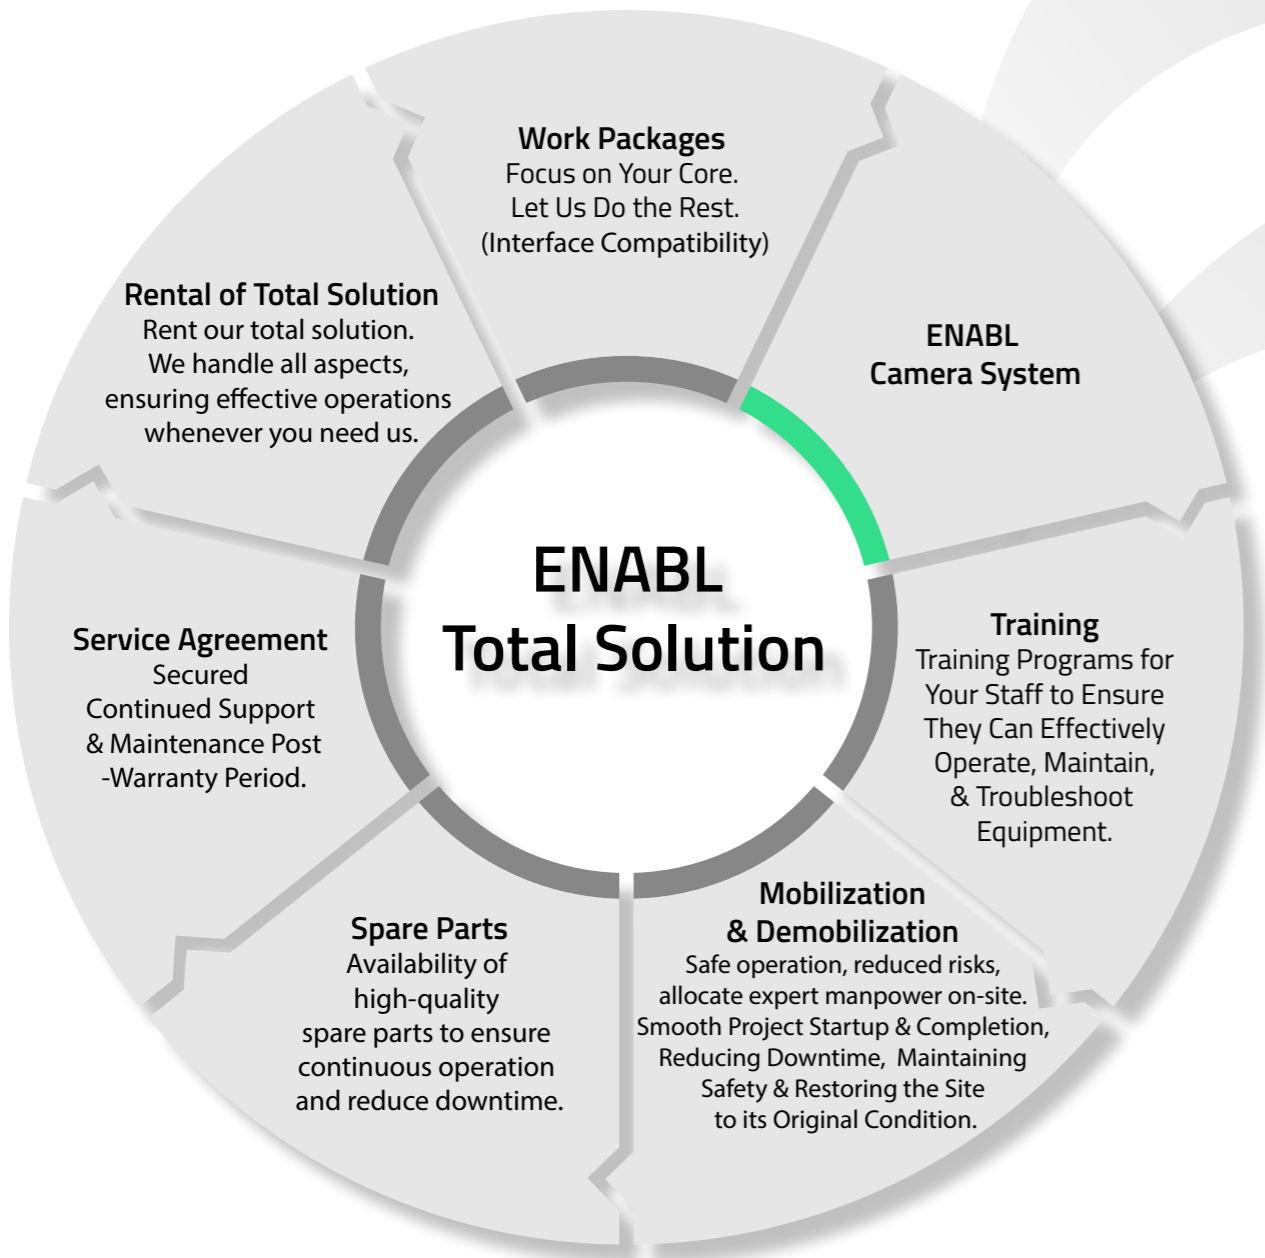 Work Packages
Focus on Your Core.
Let Us Do the Rest.
(Interface Compatibility)
ENABL
Camera System
Training
Training Programs for
Your Staff to Ensure
They Can Effectively
Operate, Maintain,
& Troubleshoot
Equipment.
Mobilization
& Demobilization
Safe operation, reduced risks,
allocate expert manpower on-site.
Smooth Project Startup & Completion,
Reducing Downtime, Maintaining
Safety & Restoring the Site
to its Original Condition.
Spare Parts
Availability of
high-quality
spare parts to ensure
continuous operation
and reduce downtime.
Service Agreement
Secured
Continued Support
& Maintenance Post
-Warranty Period.
Rental of Total Solution
Rent our total solution.
We handle all aspects,
ensuring effective operations
whenever you need us.
ENABL
Total Solution